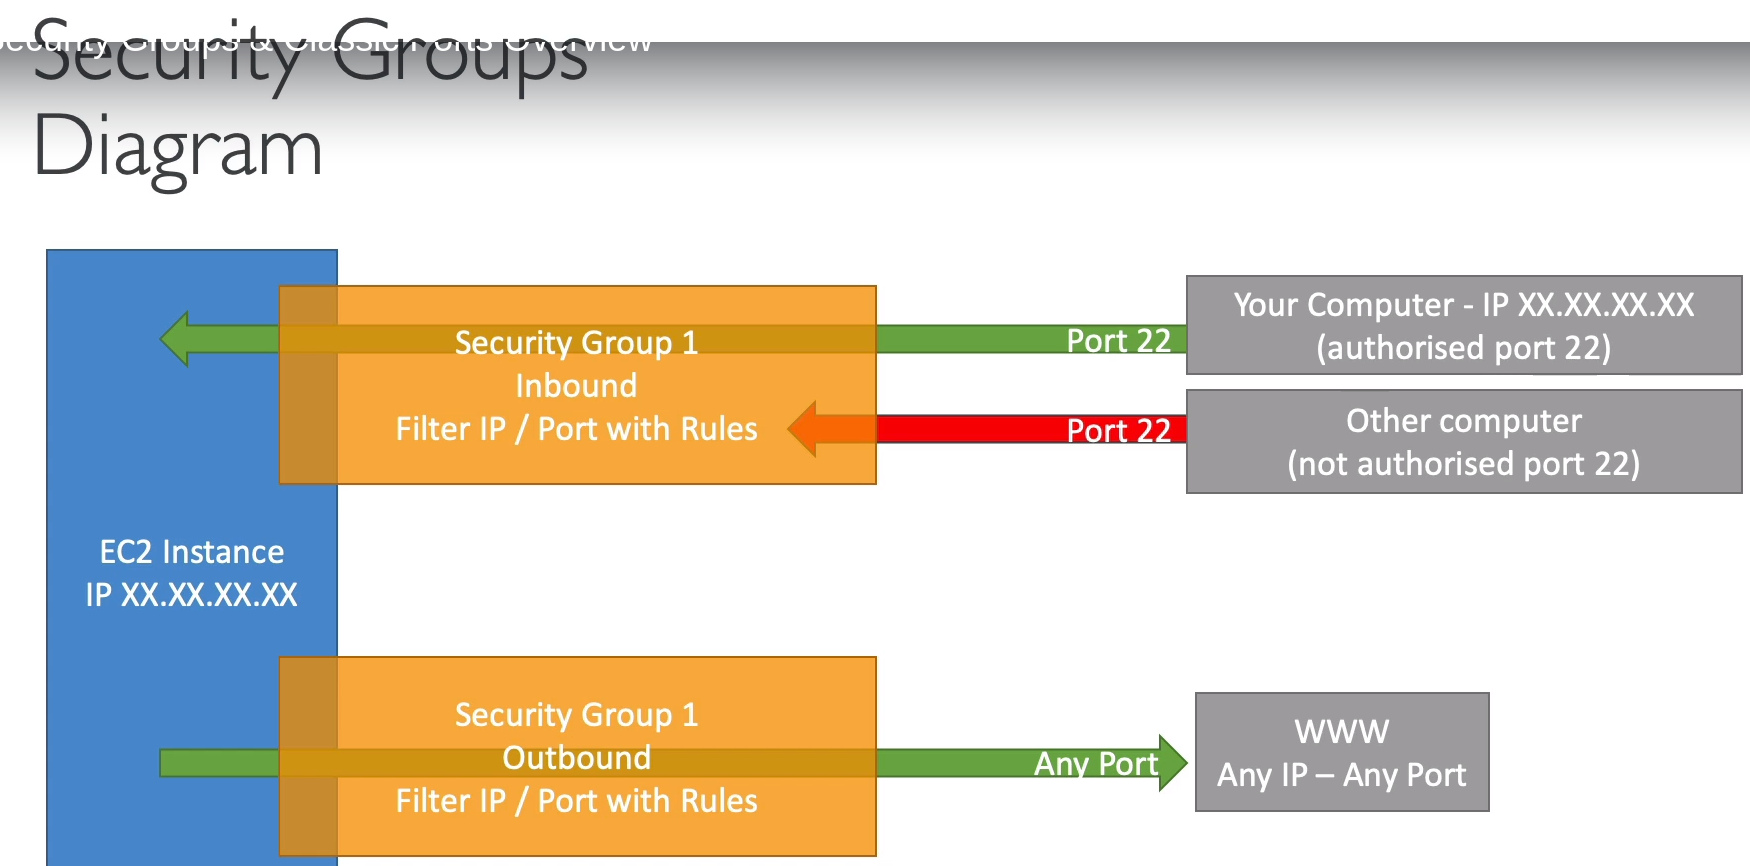 Security Groups & Classic Ports Overview
Security Groups
Diagram
Your Computer - IP XX.XX.XX.XX
(authorised port 22)
Port 22
Security Group 1
Inbound
Filter IP / Port with Rules
Port 22
Other computer
(not authorised port 22)
EC2 Instance
IP XX.XX.XX.XX
Security Group 1
Outbound
Filter IP / Port with Rules
Any Port
WWW
Any IP – Any Port